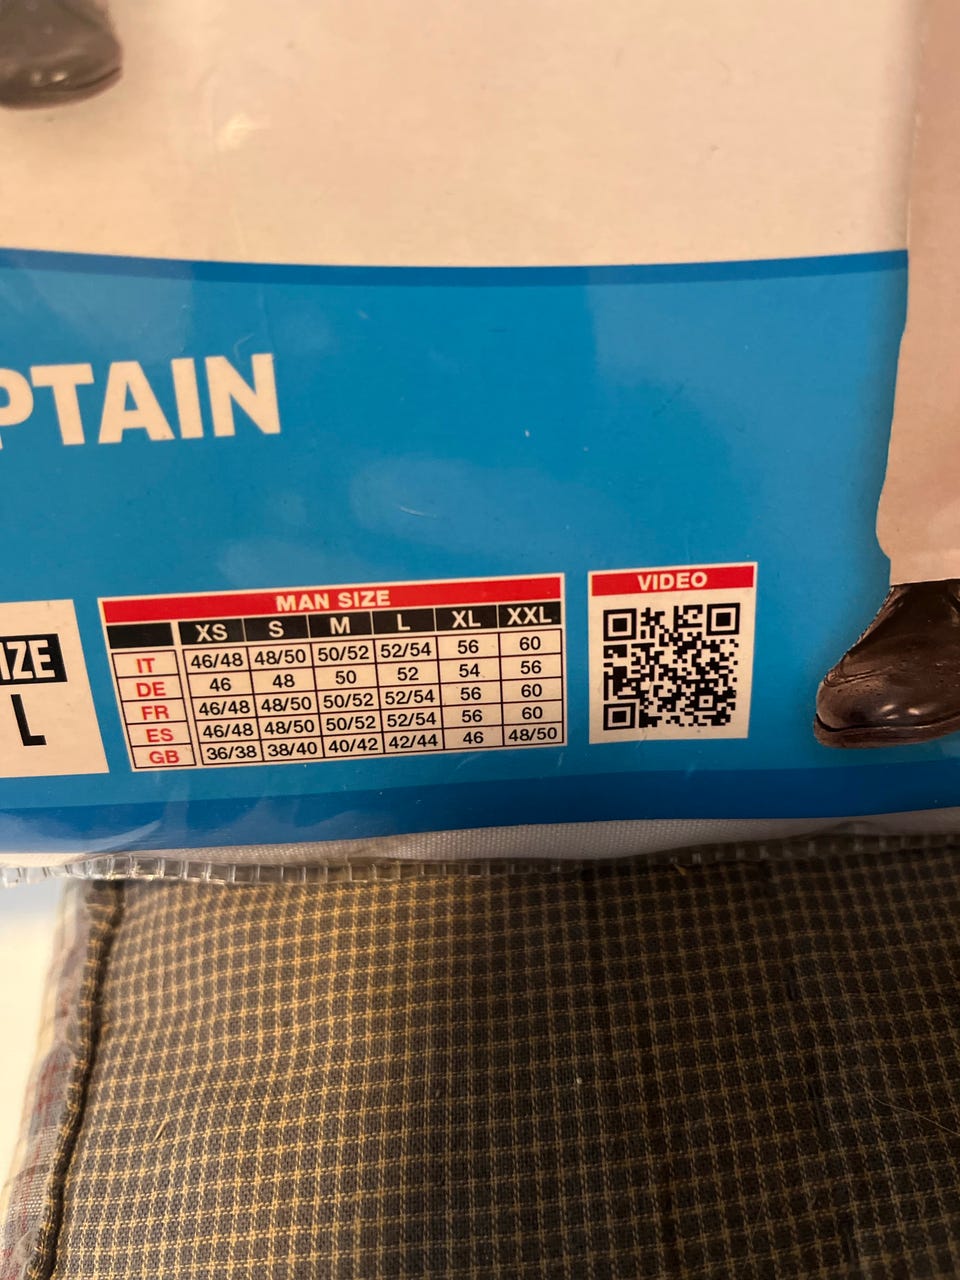 PTAIN
IZE
L
MAN SIZE
XS S M L XL XXL
IT 46/48 48/50 50/52 52/54 56 60
DE 46 48 50 52 54 56
FR 46/48 48/50 50/52 52/54 56 60
ES 46/48 48/50 50/52 52/54 56 60
GB 36/38 38/40 40/42 42/44 46 48/50
VIDEO